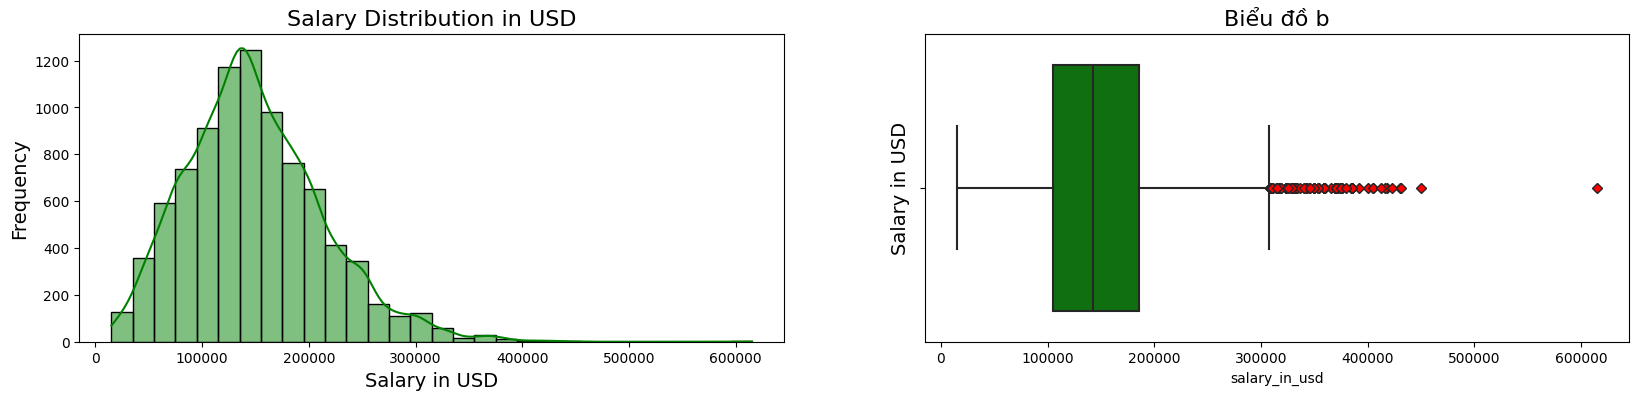 Salary Distribution in USD
1200
1000
800
600
400
200
0
Frequency
0 100000 200000 300000 400000 500000 600000
Salary in USD
Biểu đồ b
Salary in USD
0 100000 200000 300000 400000 500000 600000
salary_in_usd